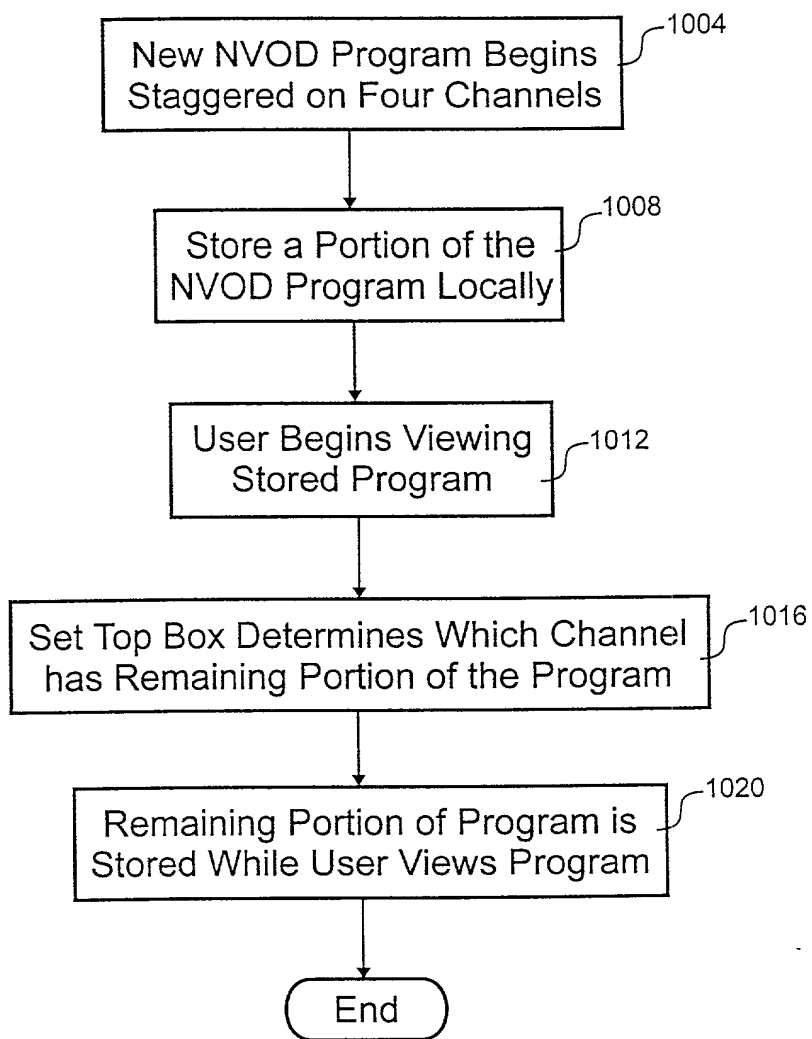 1004
New NVOD Program Begins
Staggered on Four Channels
1008
Store a Portion of the
NVOD Program Locally
1012
User Begins Viewing
Stored Program
1016
Set Top Box Determines Which Channel
has Remaining Portion of the Program
1020
Remaining Portion of Program is
Stored While User Views Program
End